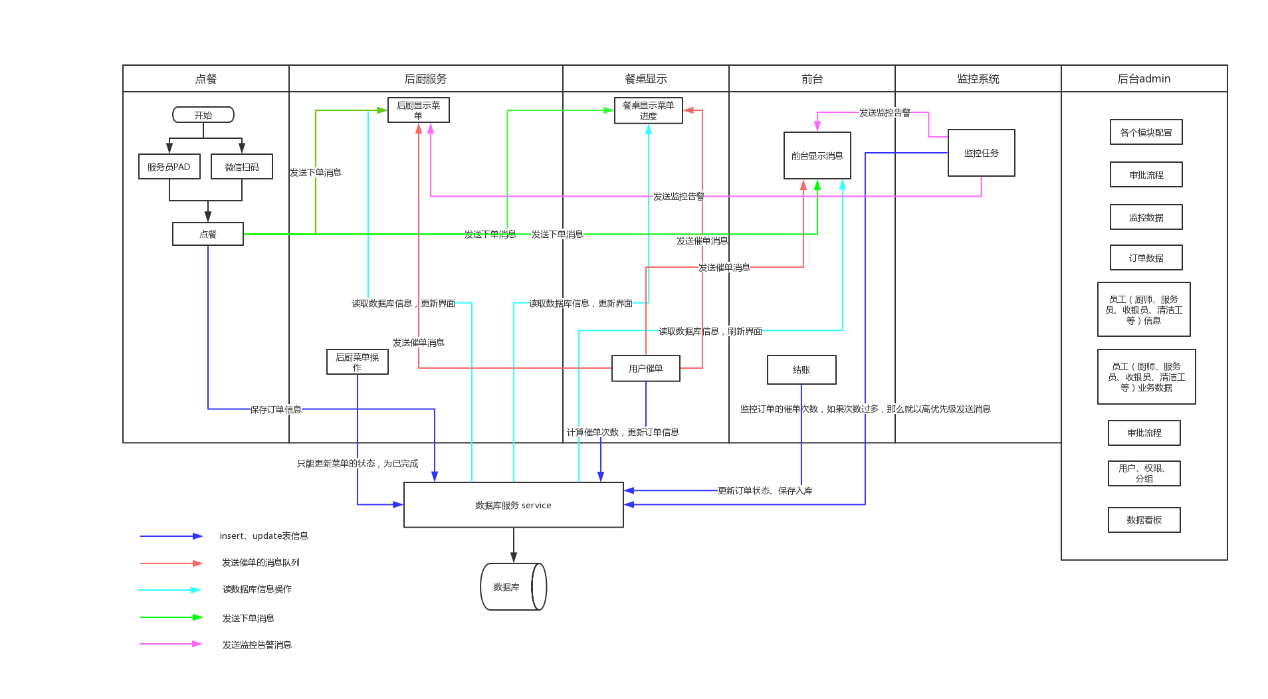 点餐
后厨服务
餐桌显示
前台
监控系统
后台admin
开始
服务员PAD
微信扫码
点餐
后厨显示菜
单
餐桌显示菜单
进度
前台显示消息
监控任务
发送监控告警
发送下单消息
发送监控告警
发送下单消息
发送下单消息
发送催单消息
发送催单消息
读取数据库信息，更新界面
读取数据库信息，更新界面
读取数据库信息，刷新界面
发送催单消息
后厨菜单操
作
用户催单
结账
保存订单信息
监控订单的催单次数，如果次数过多，那么就以高优先级发送消息
计算催单次数，更新订单信息
只能更新菜单的状态，为已完成
更新订单状态、保存入库
数据库服务 service
数据库
各个模块配置
审批流程
监控数据
订单数据
员工（厨师、服务
员、收银员、清洁工
等）信息
员工（厨师、服务
员、收银员、清洁工
等）业务数据
审批流程
用户、权限、
分组
数据看板
insert、update表信息
发送催单的消息队列
读数据库信息操作
发送下单消息
发送监控告警消息